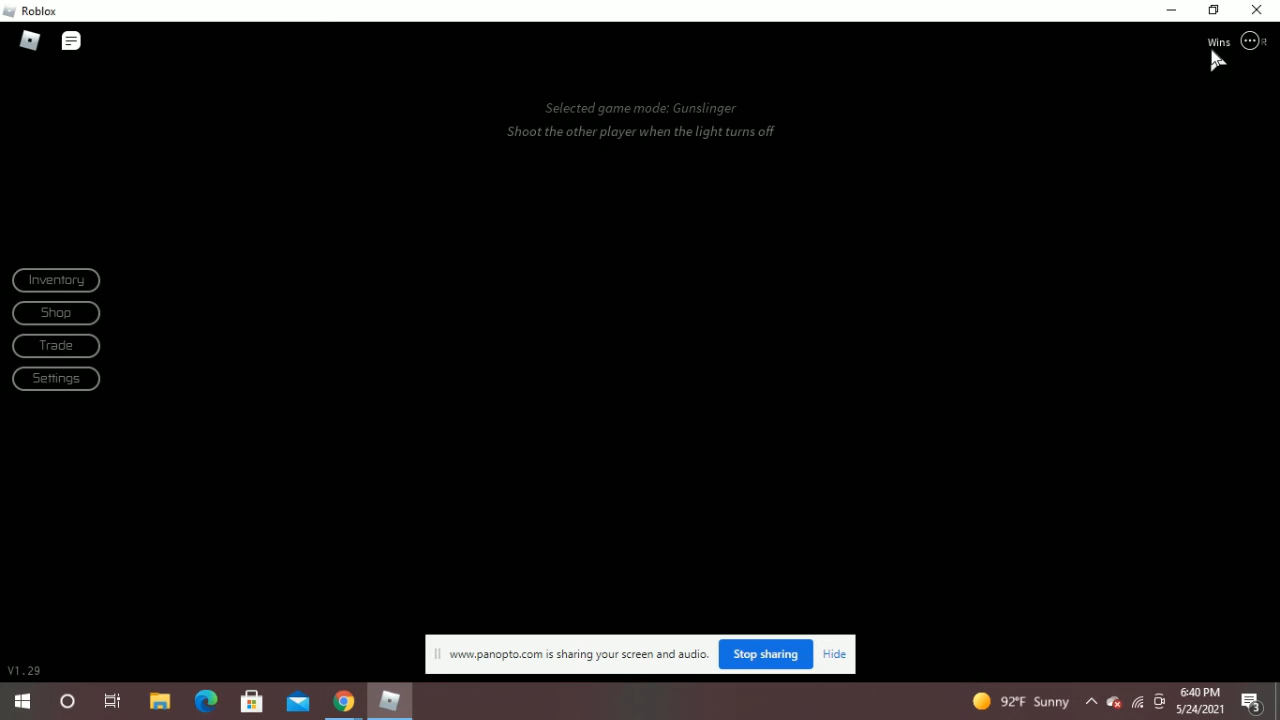 Roblox
Wins
R
Selected game mode: Gunslinger
Shoot the other player when the light turns off
Inventory
Shop
Trade
Settings
www.panopto.com is sharing your screen and audio.
Stop sharing
Hide
V1.29
92°F Sunny
6:40 PM
5/24/2021
3